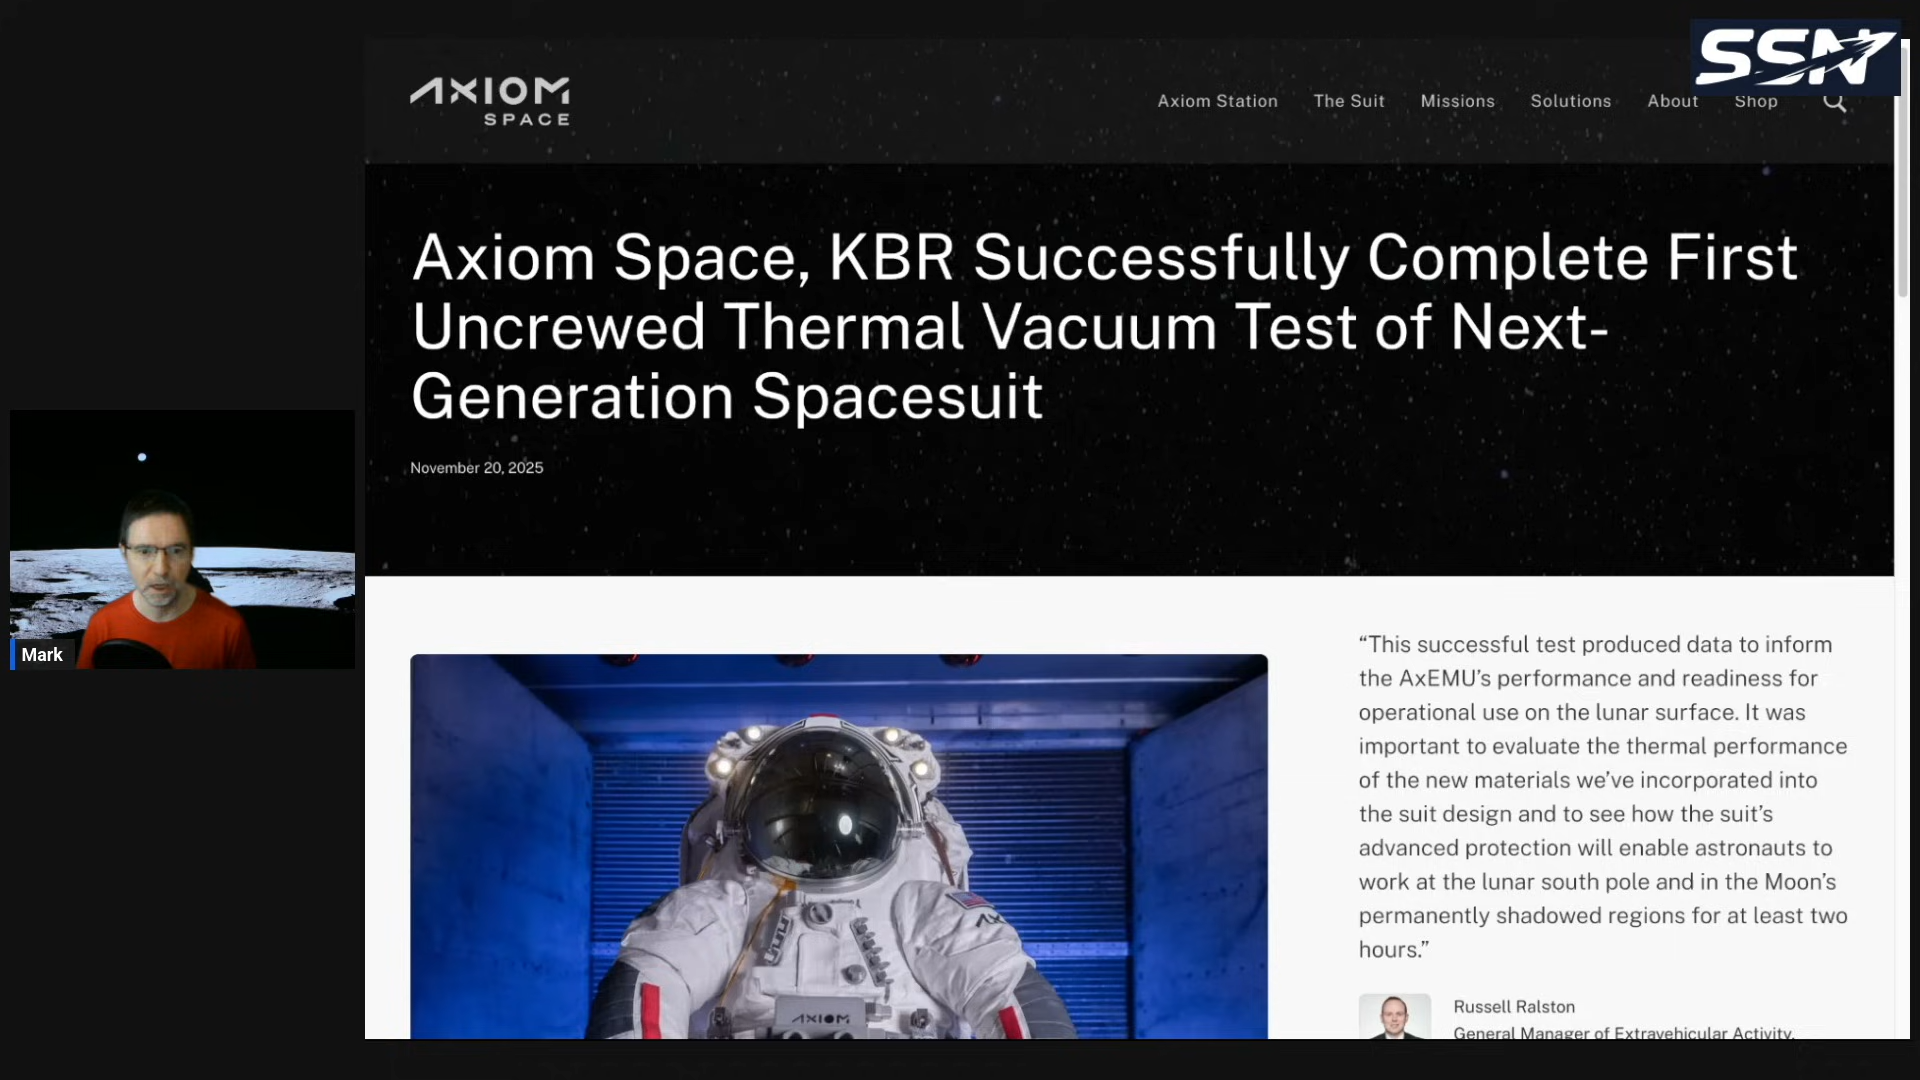 SSN
AXIOM
SPACE
Axiom Station The Suit Missions Solutions About Shop
Axiom Space, KBR Successfully Complete First
Uncrewed Thermal Vacuum Test of Next-
Generation Spacesuit
November 20, 2025
Mark
“This successful test produced data to inform
the AxEMU’s performance and readiness for
operational use on the lunar surface. It was
important to evaluate the thermal performance
of the new materials we’ve incorporated into
the suit design and to see how the suit’s
advanced protection will enable astronauts to
work at the lunar south pole and in the Moon’s
permanently shadowed regions for at least two
hours.”
Russell Ralston
General Manager of Extravehicular Activity,
AXIOM